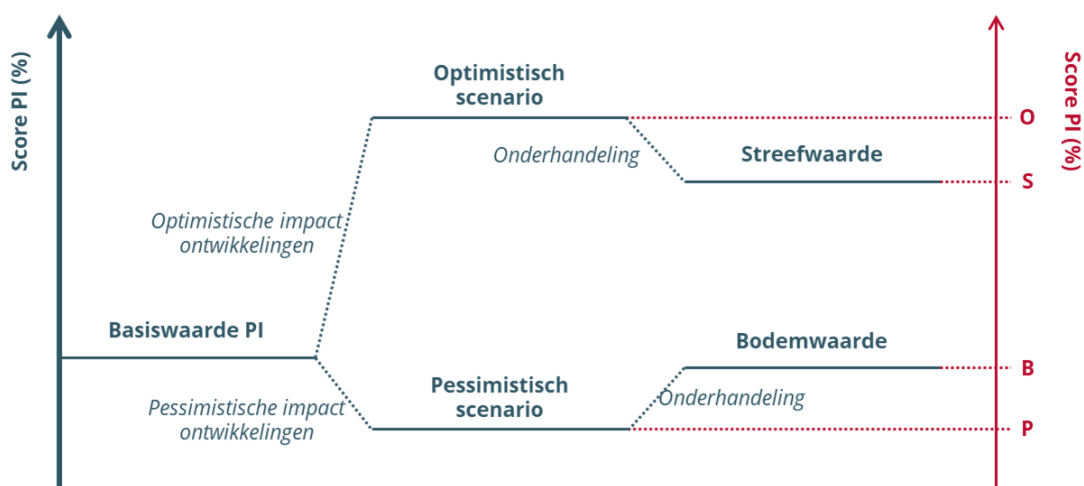 Score PI (%)
Optimistisch
scenario
Onderhandeling
Streefwaarde
Optimistische impact
ontwikkelingen
Basiswaarde PI
Pessimistische impact
ontwikkelingen
Pessimistisch
scenario
Bodemwaarde
Onderhandeling
O
S
B
P
Score PI (%)